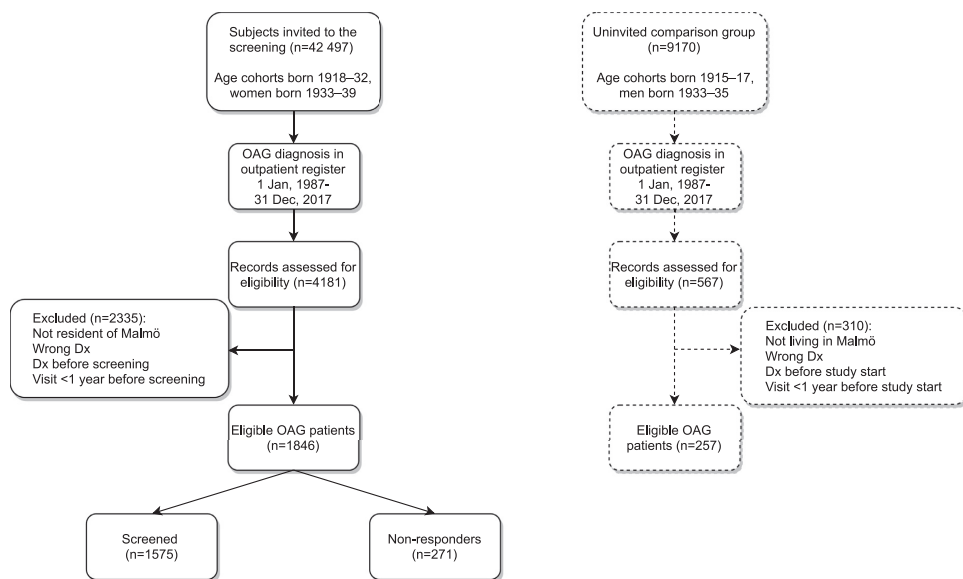 Subjects invited to the
screening (n=42 497)
Age cohorts born 1918–32,
women born 1933–39
OAG diagnosis in
outpatient register
1 Jan, 1987-
31 Dec, 2017
Records assessed for
eligibility (n=4181)
Excluded (n=2335):
Not resident of Malmö
Wrong Dx
Dx before screening
Visit <1 year before screening
Eligible OAG patients
(n=1846)
Screened
(n=1575)
Non-responders
(n=271)
Uninvited comparison group
(n=9170)
Age cohorts born 1915–17,
men born 1933–35
OAG diagnosis in
outpatient register
1 Jan, 1987-
31 Dec, 2017
Records assessed for
eligibility (n=567)
Excluded (n=310):
Not living in Malmö
Wrong Dx
Dx before study start
Visit <1 year before study start
Eligible OAG
patients (n=257)